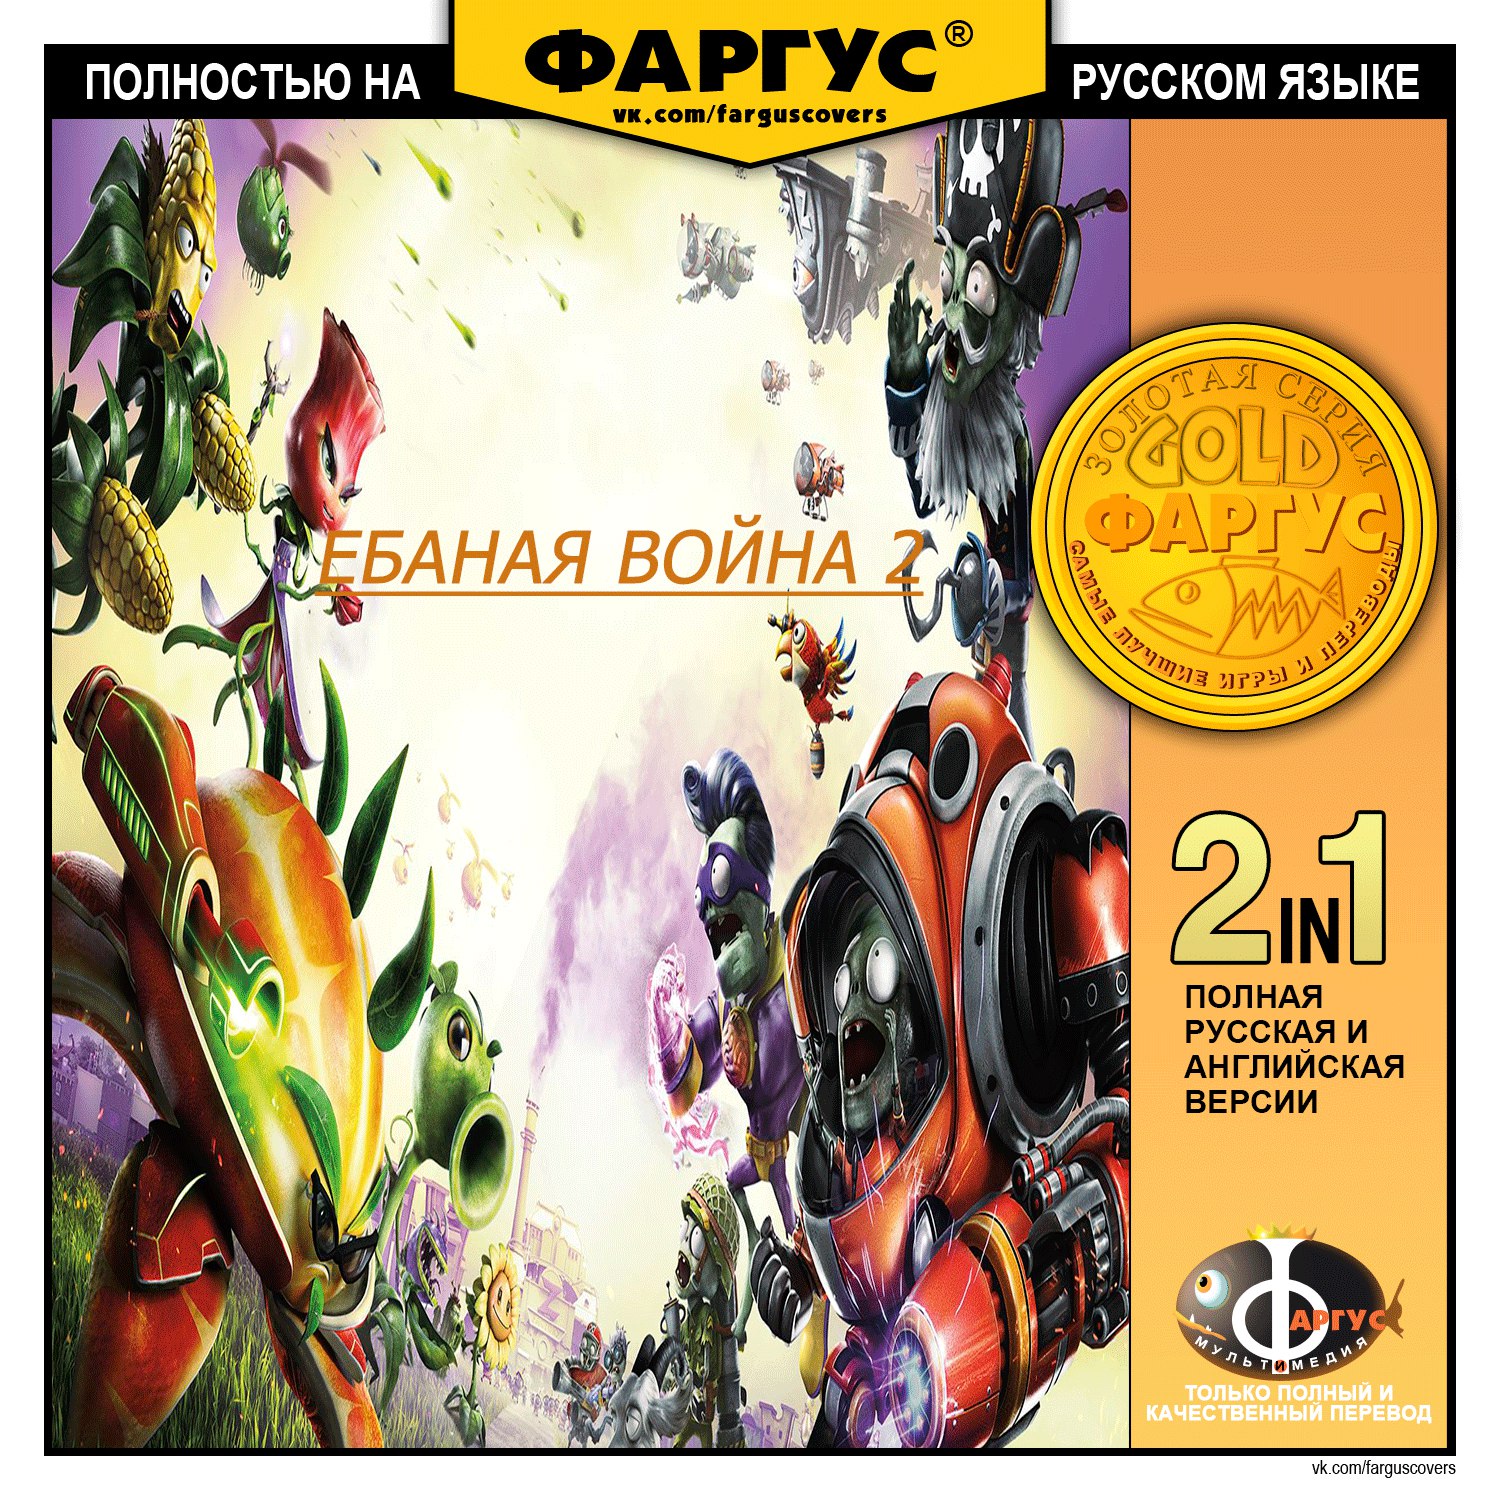 ФАРГУС®
vk.com/farguscovers
ПОЛНОСТЬЮ НА
РУССКОМ ЯЗЫКЕ
ЕБАНАЯ ВОЙНА 2
ЗОЛОТАЯ СЕРИЯ
GOLD
ФАРГУС
САМЫЕ ЛУЧШИЕ ИГРЫ И ПЕРЕВОДЫ
2IN1
ПОЛНАЯ
РУССКАЯ И
АНГЛИЙСКАЯ
ВЕРСИИ
ФАРГУС
МУЛЬТИМЕДИЯ
ТОЛЬКО ПОЛНЫЙ И
КАЧЕСТВЕННЫЙ ПЕРЕВОД
vk.com/farguscovers